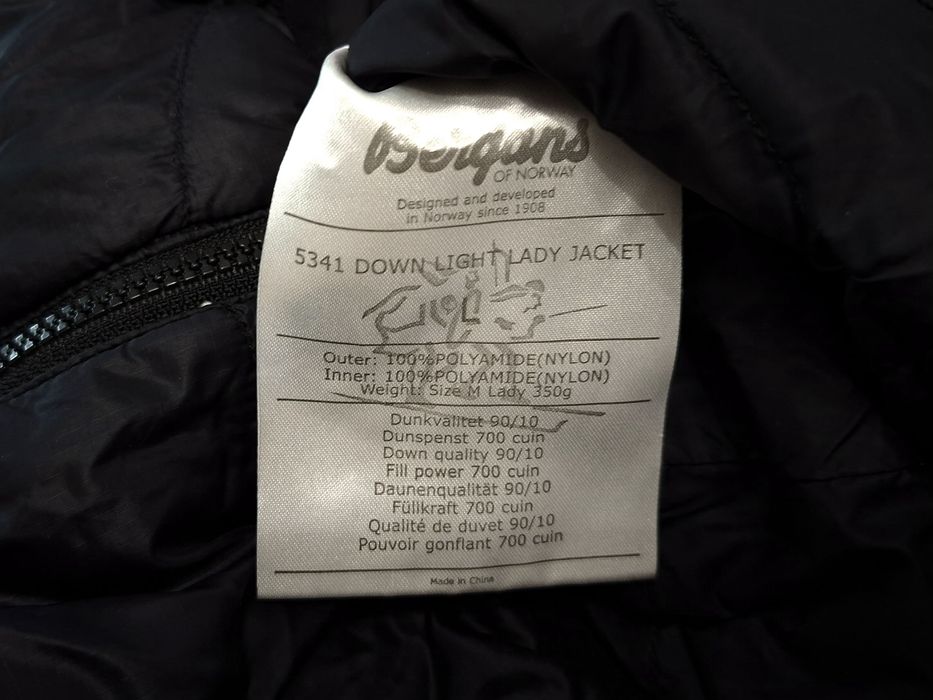 Bergans
OF NORWAY
Designed and developed
in Norway since 1908
5341 DOWN LIGHT LADY JACKET
Outer: 100%POLYAMIDE(NYLON)
Inner: 100%POLYAMIDE(NYLON)
Weight: Size M Lady 350g
Dunkvalitet 90/10
Dunspenst 700 cuin
Down quality 90/10
Fill power 700 cuin
Daunenqualität 90/10
Füllkraft 700 cuin
Qualité de duvet 90/10
Pouvoir gonflant 700 cuin
Made in China